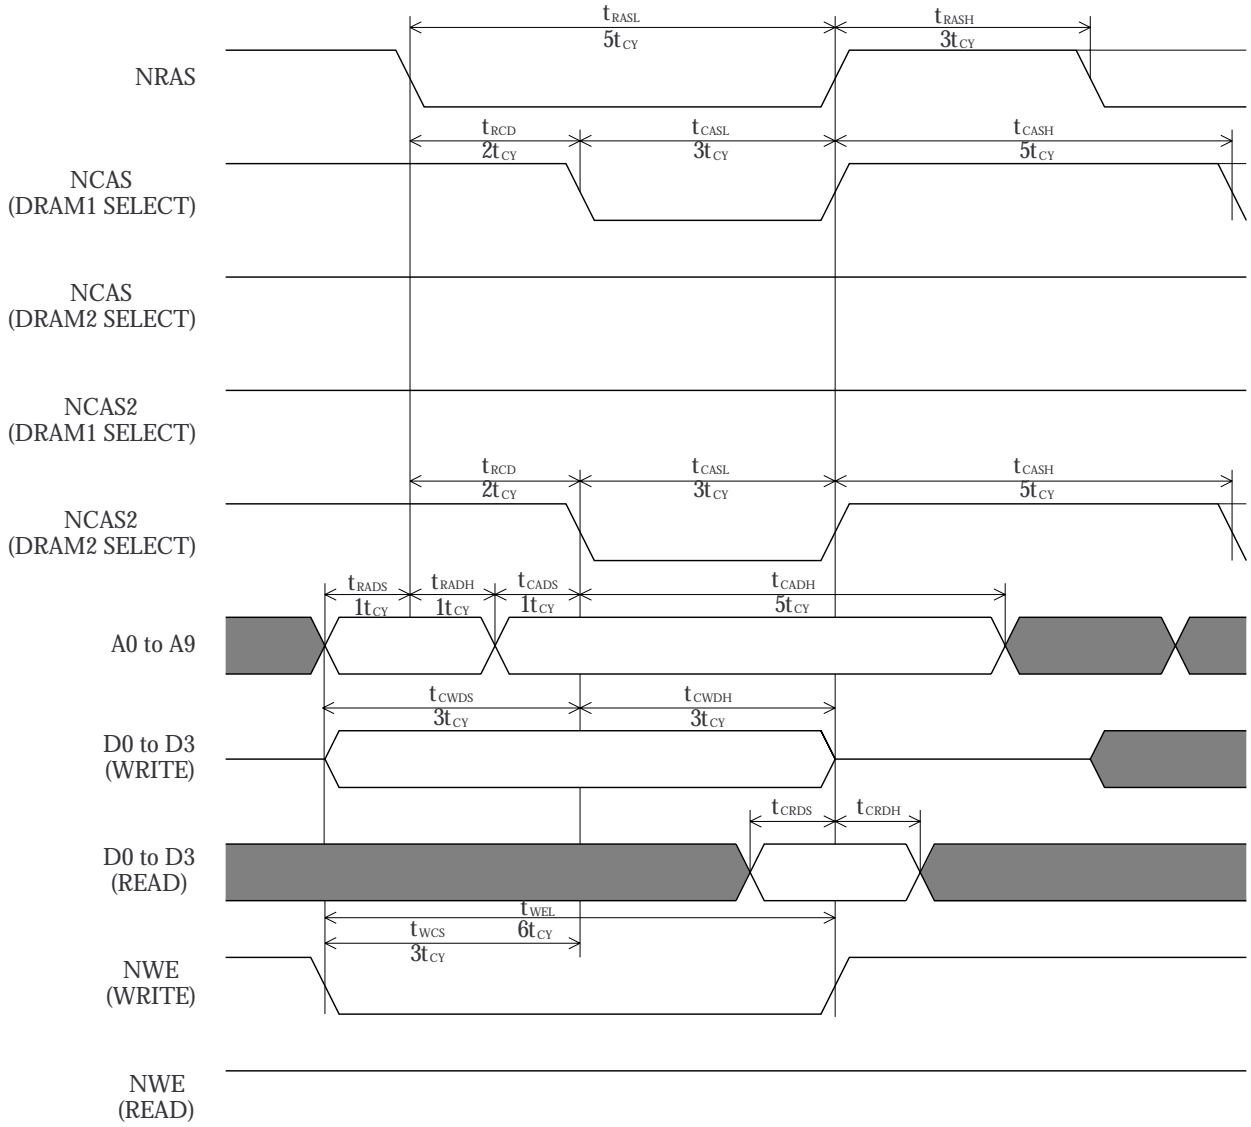 tRASL
tRASH
5tCY
3tCY
NRAS
tRCD
tCASL
tCASH
2tCY
3tCY
5tCY
NCAS
(DRAM1 SELECT)
NCAS
(DRAM2 SELECT)
NCAS2
(DRAM1 SELECT)
tRCD
tCASL
tCASH
2tCY
3tCY
5tCY
NCAS2
(DRAM2 SELECT)
tRADS
tRADH
tCADS
tCADH
1tCY
1tCY
1tCY
5tCY
A0 to A9
tCWDS
tCWDH
3tCY
3tCY
D0 to D3
(WRITE)
tCRDS
tCRDH
D0 to D3
(READ)
tWEL
tWCS
6tCY
3tCY
NWE
(WRITE)
NWE
(READ)